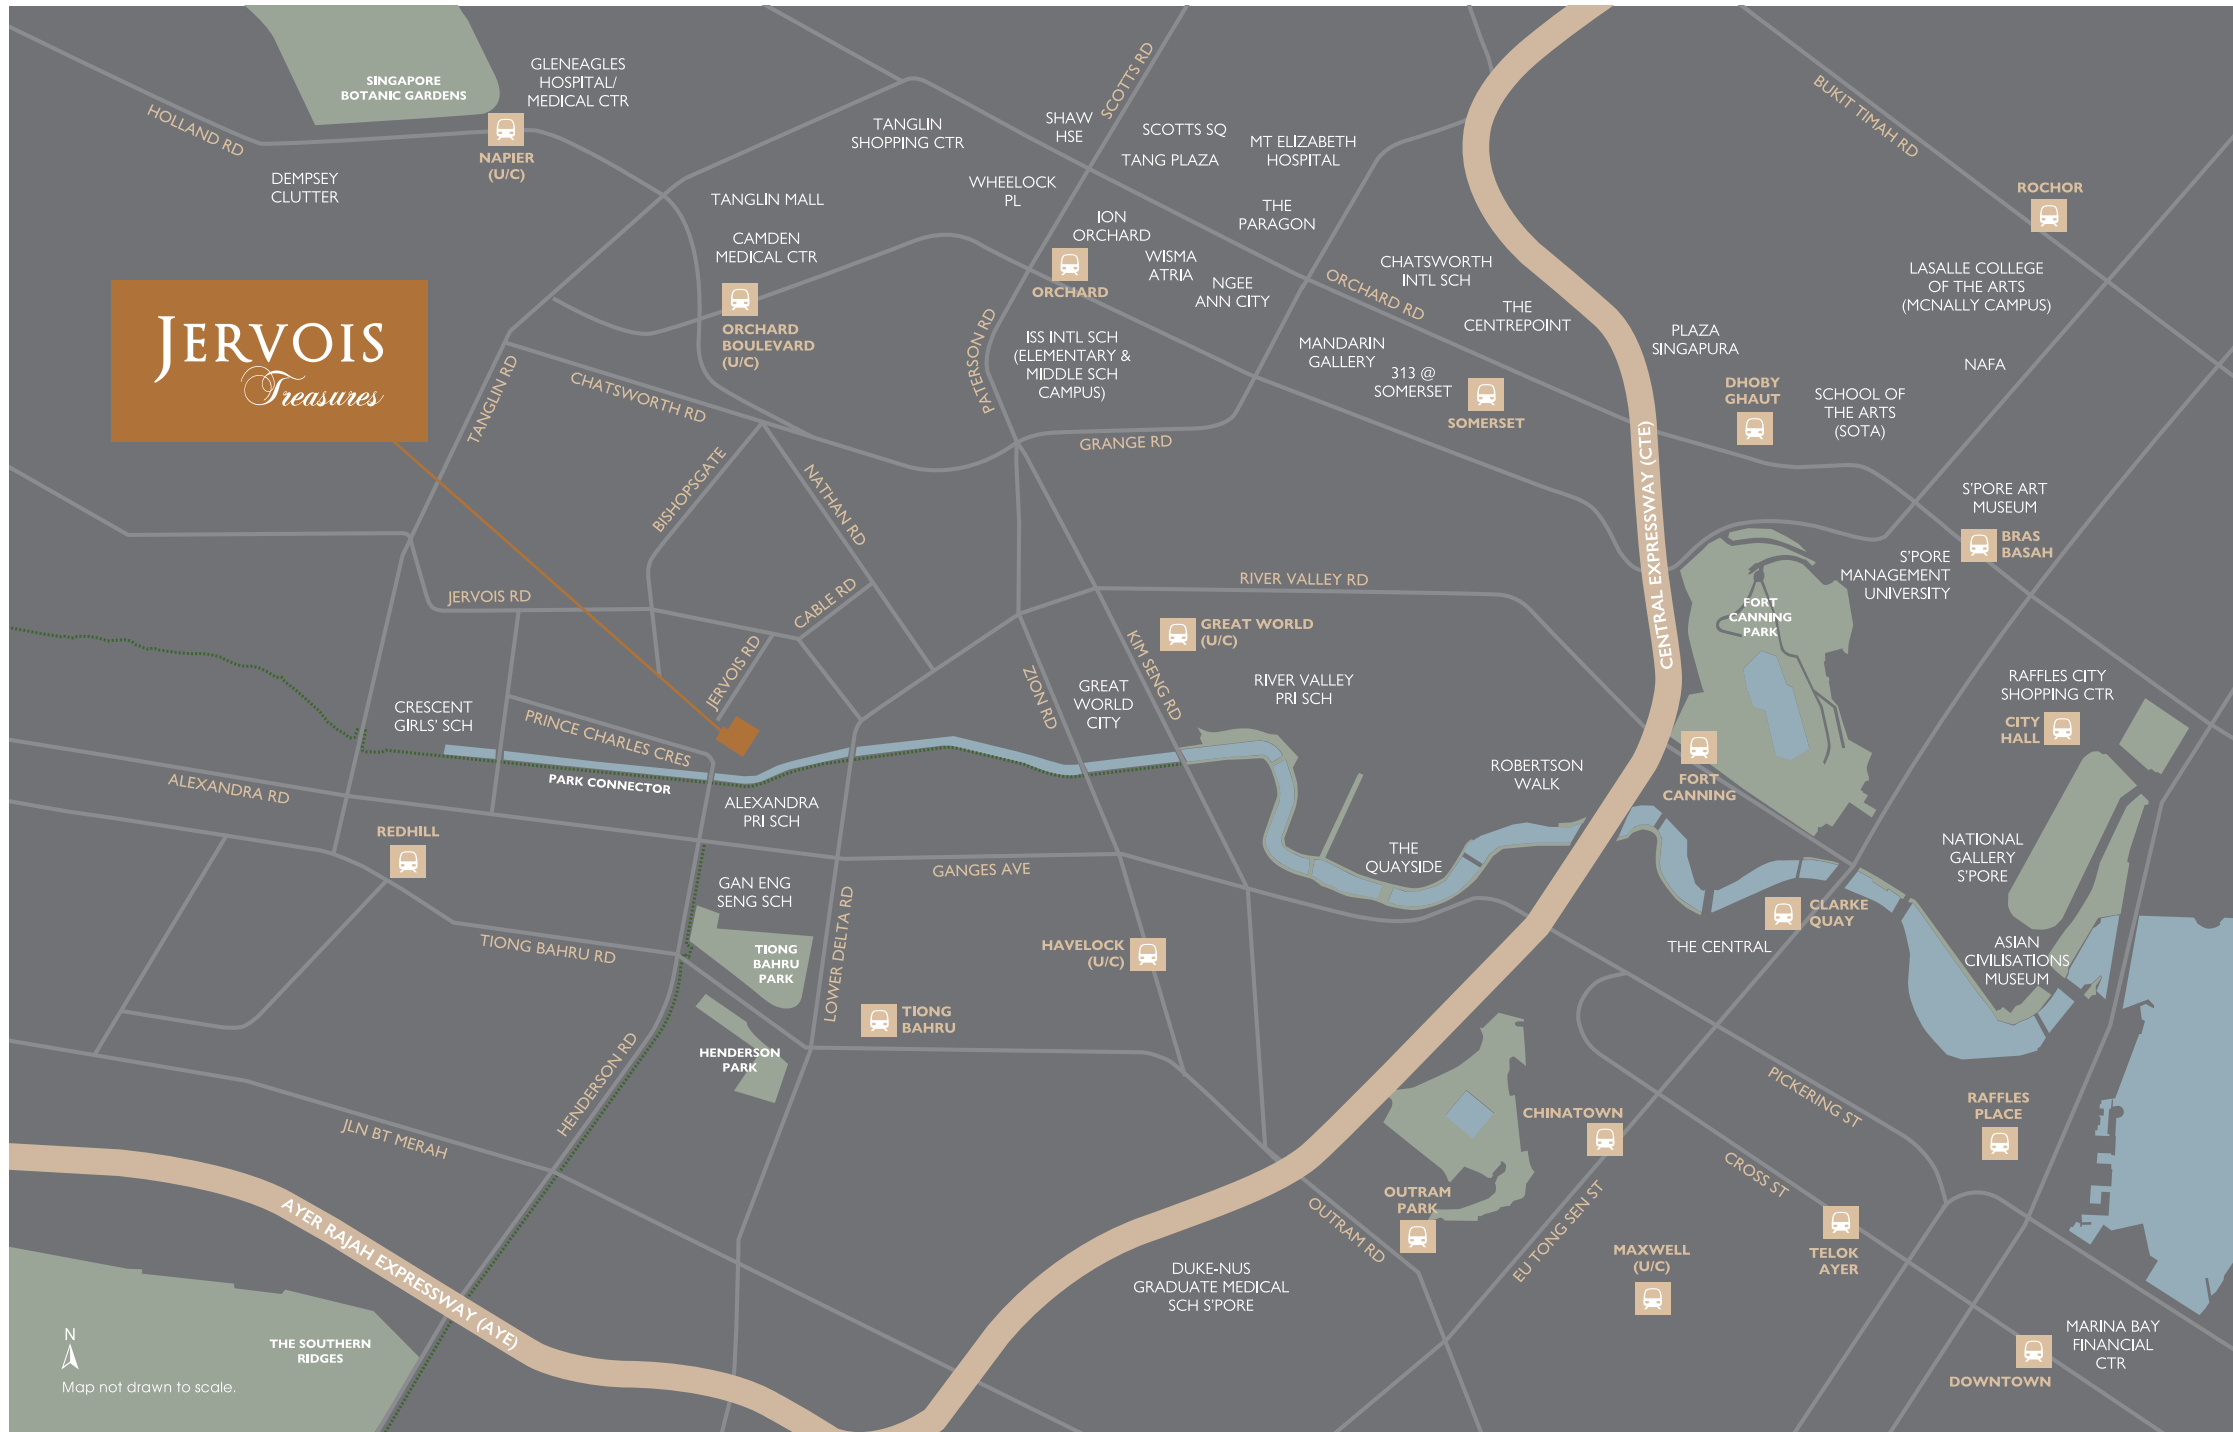 SINGAPORE
BOTANIC GARDENS
GLENEAGLES
HOSPITAL/
MEDICAL CTR
HOLLAND RD
NAPIER
(U/C)
DEMPSEY
CLUTTER
TANGLIN
SHOPPING CTR
SHAW
HSE
SCOTTS RD
SCOTTS SQ
TANG PLAZA
MT ELIZABETH
HOSPITAL
BUKIT TIMAH RD
ROCHOR
TANGLIN MALL
WHEELOCK
PL
ION
ORCHARD
THE
PARAGON
CAMDEN
MEDICAL CTR
WISMA
ATRIA
NGEE
ANN CITY
ORCHARD
CHATSWORTH
INTL SCH
ORCHARD RD
LASALLE COLLEGE
OF THE ARTS
(MCNALLY CAMPUS)
JERVOIS
Treasures
ORCHARD
BOULEVARD
(U/C)
PATERSON RD
ISS INTL SCH
(ELEMENTARY &
MIDDLE SCH
CAMPUS)
THE
CENTREPOINT
MANDARIN
GALLERY
313 @
SOMERSET
SOMERSET
PLAZA
SINGAPURA
DHOBY
GHAUT
NAFA
SCHOOL OF
THE ARTS
(SOTA)
TANGLIN RD
CHATSWORTH RD
GRANGE RD
BISHOPSGATE
NATHAN RD
CENTRAL EXPRESSWAY (CTE)
S'PORE ART
MUSEUM
BRAS
BASAH
S'PORE
MANAGEMENT
UNIVERSITY
JERVOIS RD
CABLE RD
RIVER VALLEY RD
FORT
CANNING
PARK
GREAT WORLD
(U/C)
KIM SENG RD
JERVOIS RD
ZION RD
GREAT
WORLD
CITY
RIVER VALLEY
PRI SCH
RAFFLES CITY
SHOPPING CTR
CITY
HALL
CRESCENT
GIRLS' SCH
PRINCE CHARLES CRES
PARK CONNECTOR
ALEXANDRA RD
ALEXANDRA
PRI SCH
ROBERTSON
WALK
FORT
CANNING
REDHILL
THE
QUAYSIDE
NATIONAL
GALLERY
S'PORE
GANGES AVE
GAN ENG
SENG SCH
LOWER DELTA RD
CLARKE
QUAY
THE CENTRAL
TIONG BAHRU RD
TIONG
BAHRU
PARK
HAVELOCK
(U/C)
ASIAN
CIVILISATIONS
MUSEUM
TIONG
BAHRU
HENDERSON
PARK
HENDERSON RD
JLN BT MERAH
PICKERING ST
RAFFLES
PLACE
CHINATOWN
CROSS ST
OUTRAM
PARK
OUTRAM RD
EU TONG SEN ST
MAXWELL
(U/C)
TELOK
AYER
AYER RAJAH EXPRESSWAY (AYE)
DUKE-NUS
GRADUATE MEDICAL
SCH S'PORE
THE SOUTHERN
RIDGES
MARINA BAY
FINANCIAL
CTR
DOWNTOWN
N
Map not drawn to scale.